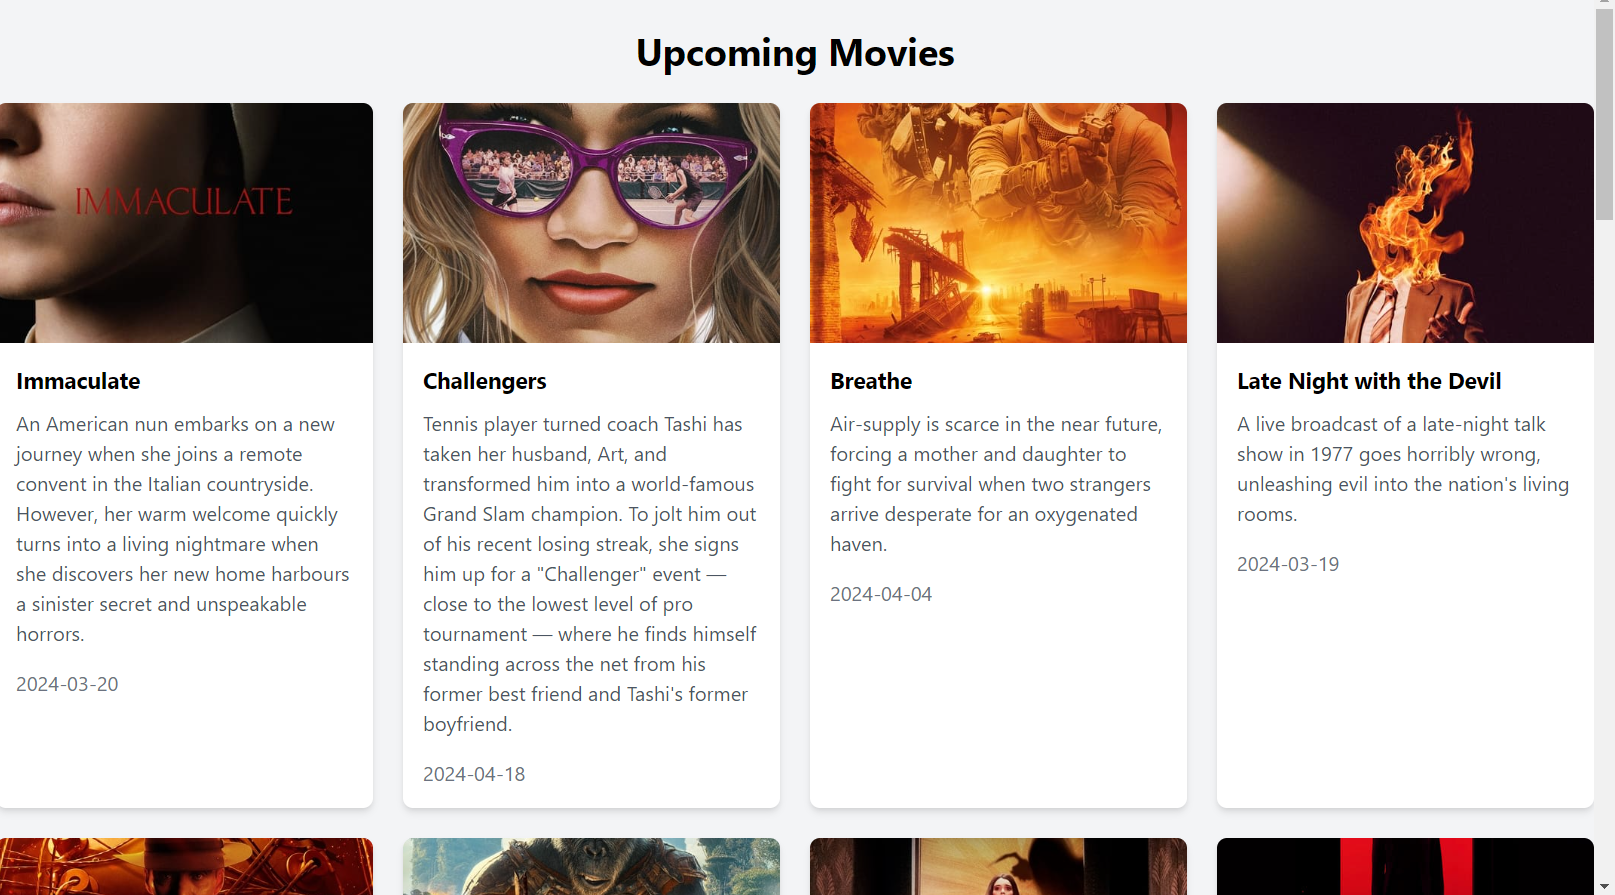 Upcoming Movies
IMMACULATE
Immaculate
An American nun embarks on a new
journey when she joins a remote
convent in the Italian countryside.
However, her warm welcome quickly
turns into a living nightmare when
she discovers her new home harbours
a sinister secret and unspeakable
horrors.
2024-03-20
Challengers
Tennis player turned coach Tashi has
taken her husband, Art, and
transformed him into a world-famous
Grand Slam champion. To jolt him out
of his recent losing streak, she signs
him up for a "Challenger" event —
close to the lowest level of pro
tournament — where he finds himself
standing across the net from his
former best friend and Tashi's former
boyfriend.
2024-04-18
Breathe
Air-supply is scarce in the near future,
forcing a mother and daughter to
fight for survival when two strangers
arrive desperate for an oxygenated
haven.
2024-04-04
Late Night with the Devil
A live broadcast of a late-night talk
show in 1977 goes horribly wrong,
unleashing evil into the nation's living
rooms.
2024-03-19